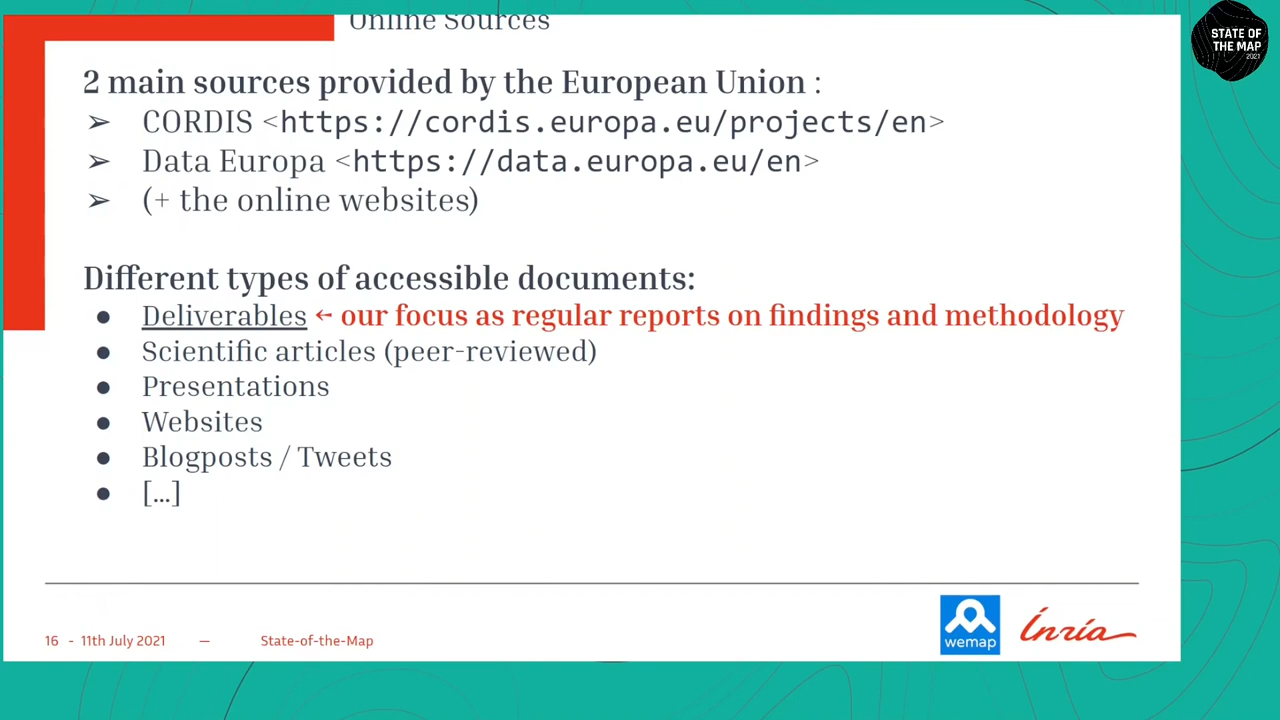 Online Sources
STATE OF
THE MAP
2021
2 main sources provided by the European Union :
➢ CORDIS <https://cordis.europa.eu/projects/en>
➢ Data Europa <https://data.europa.eu/en>
➢ (+ the online websites)
Different types of accessible documents:
● Deliverables ← our focus as regular reports on findings and methodology
● Scientific articles (peer-reviewed)
● Presentations
● Websites
● Blogposts / Tweets
● [...]
16 - 11th July 2021 — State-of-the-Map
wemap
Inria